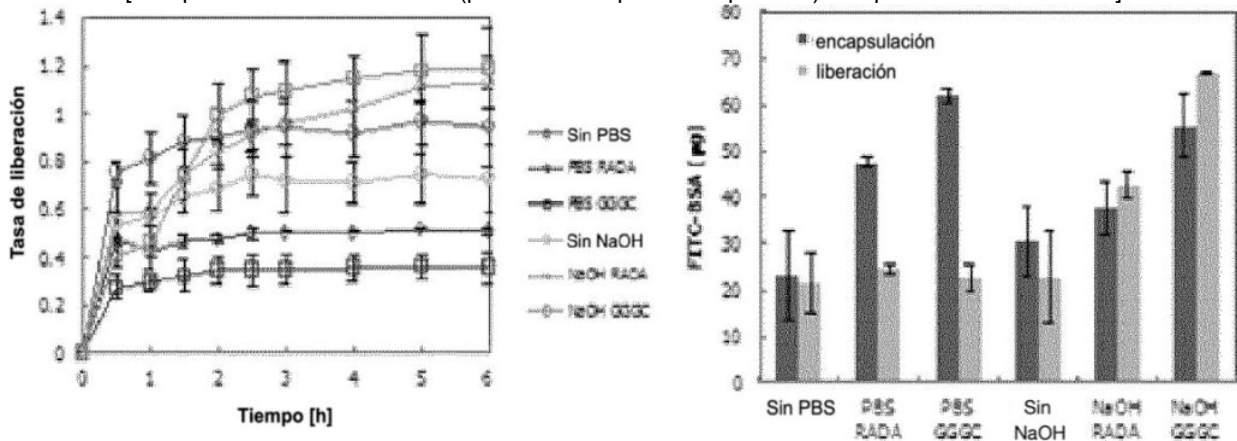 Tasa de liberación
1.2
1
0.8
0.6
0.4
0.2
0
0 1 2 3 4 5 6
Tiempo [h]
Sin PBS
PBS RADA
PBS GGGC
Sin NaOH
NaOH RADA
NaOH GGGC
FITC-BSA [µg]
80
70
60
50
40
30
20
10
0
encapsulación
liberación
Sin PBS
PBS RADA
PBS GGGC
Sin NaOH
NaOH RADA
NaOH GGGC